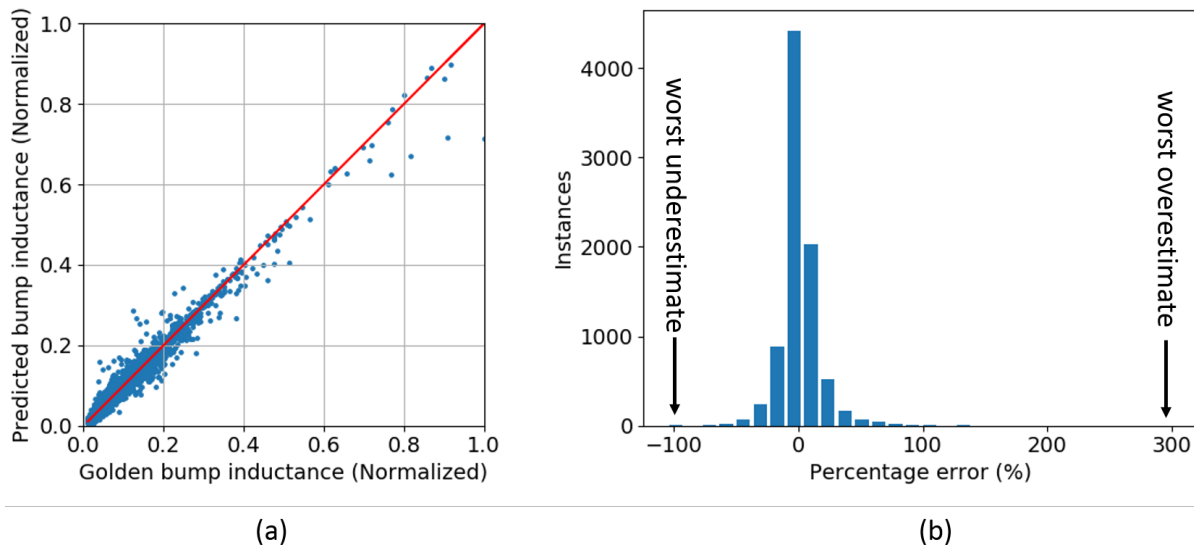 1.0
0.8
0.6
0.4
0.2
0.0
0.0 0.2 0.4 0.6 0.8 1.0
Predicted bump inductance (Normalized)
Golden bump inductance (Normalized)
(a)
4000
3000
2000
1000
0
−100 0 100 200 300
Instances
Percentage error (%)
worst underestimate
worst overestimate
(b)